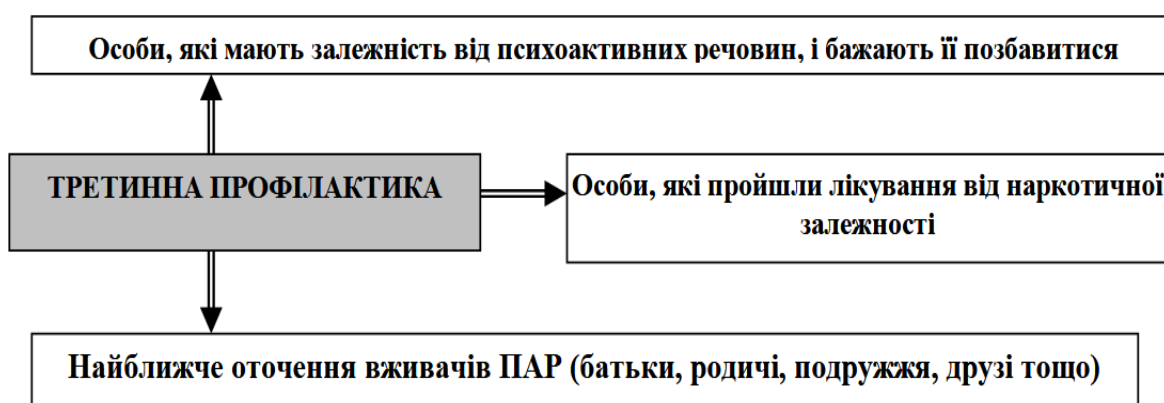 Особи, які мають залежність від психоактивних речовин, і бажають її позбавитися
ТРЕТИННА ПРОФІЛАКТИКА
Особи, які пройшли лікування від наркотичної
залежності
Найближче оточення вживачів ПАР (батьки, родичі, подружжя, друзі тощо)